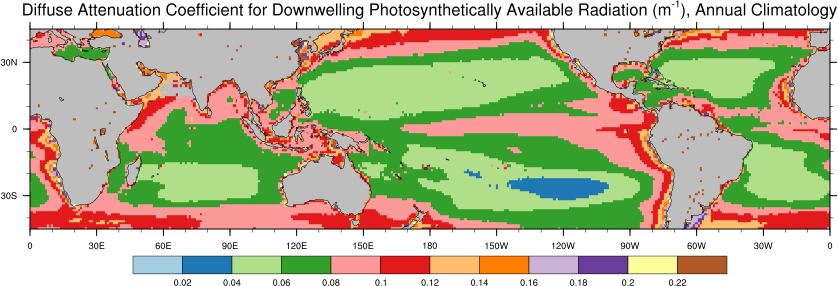 Diffuse Attenuation Coefficient for Downwelling Photosynthetically Available Radiation (m⁻¹), Annual Climatology
30N
0
30S
0 30E 60E 90E 120E 150E 180 150W 120W 90W 60W 30W 0
0.02 0.04 0.06 0.08 0.1 0.12 0.14 0.16 0.18 0.2 0.22